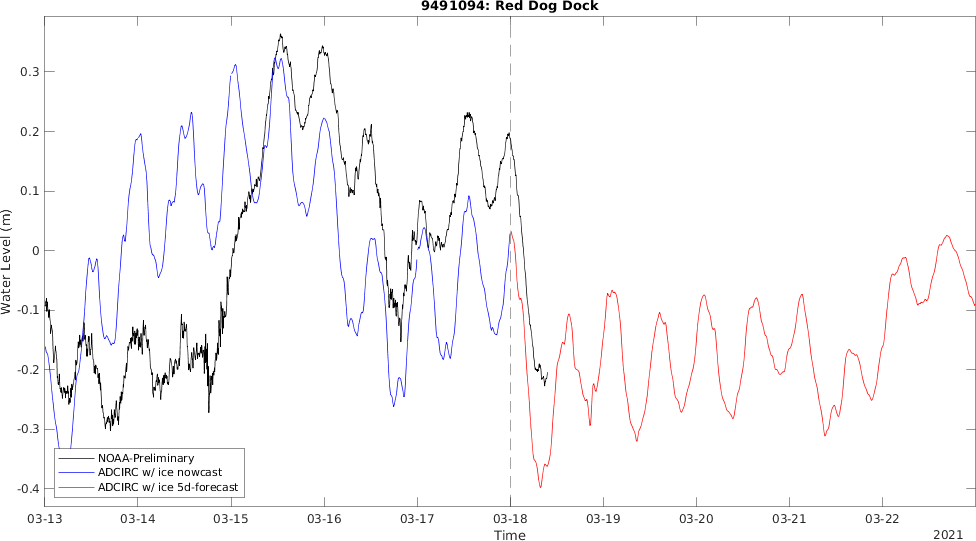 9491094: Red Dog Dock
Water Level (m)
0.3
0.2
0.1
0
-0.1
-0.2
-0.3
-0.4
NOAA-Preliminary
ADCIRC w/ ice nowcast
ADCIRC w/ ice 5d-forecast
03-13 03-14 03-15 03-16 03-17 03-18 03-19 03-20 03-21 03-22
Time
2021